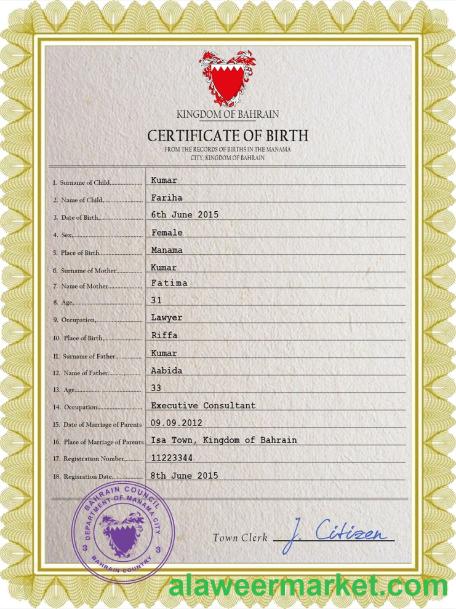 KINGDOM OF BAHRAIN
CERTIFICATE OF BIRTH
FROM THE RECORDS OF BIRTHS IN THE MANAMA
CITY, KINGDOM OF BAHRAIN
1. Surname of Child............ Kumar
2. Name of Child............ Fariha
3. Date of Birth............ 6th June 2015
4. Sex............ Female
5. Place of Birth............ Manama
6. Surname of Mother............ Kumar
7. Name of Mother............ Fatima
8. Age............ 31
9. Occupation............ Lawyer
10. Place of Birth............ Riffa
11. Surname of Father............ Kumar
12. Name of Father............ Aabida
13. Age............ 33
14. Occupation............ Executive Consultant
15. Date of Marriage of Parents 09.09.2012
16. Place of Marriage of Parents Isa Town, Kingdom of Bahrain
17. Registration Number............ 11223344
18. Registration Date............ 8th June 2015
BAHRAIN COUNCIL
DEPARTMENT OF MANAMA CITY
BAHRAIN COUNTRY
Town Clerk J. Citizen
alaweermarket.com